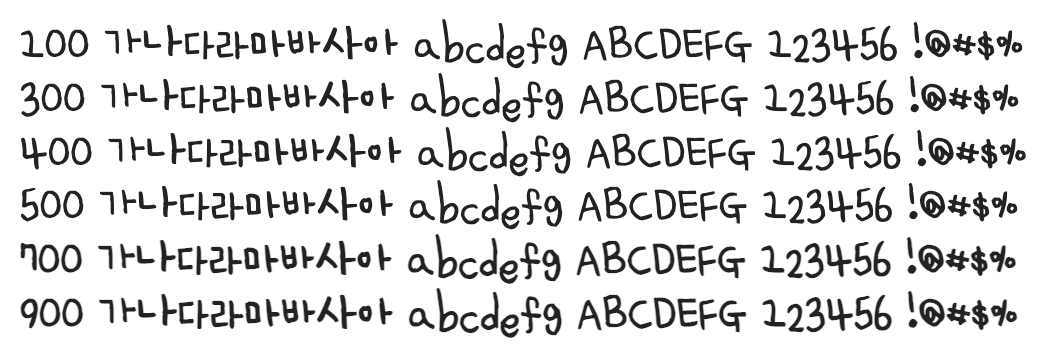 100 가나다라마바사아 abcdefg ABCDEFG 123456 !@#$%
300 가나다라마바사아 abcdefg ABCDEFG 123456 !@#$%
400 가나다라마바사아 abcdefg ABCDEFG 123456 !@#$%
500 가나다라마바사아 abcdefg ABCDEFG 123456 !@#$%
700 가나다라마바사아 abcdefg ABCDEFG 123456 !@#$%
900 가나다라마바사아 abcdefg ABCDEFG 123456 !@#$%